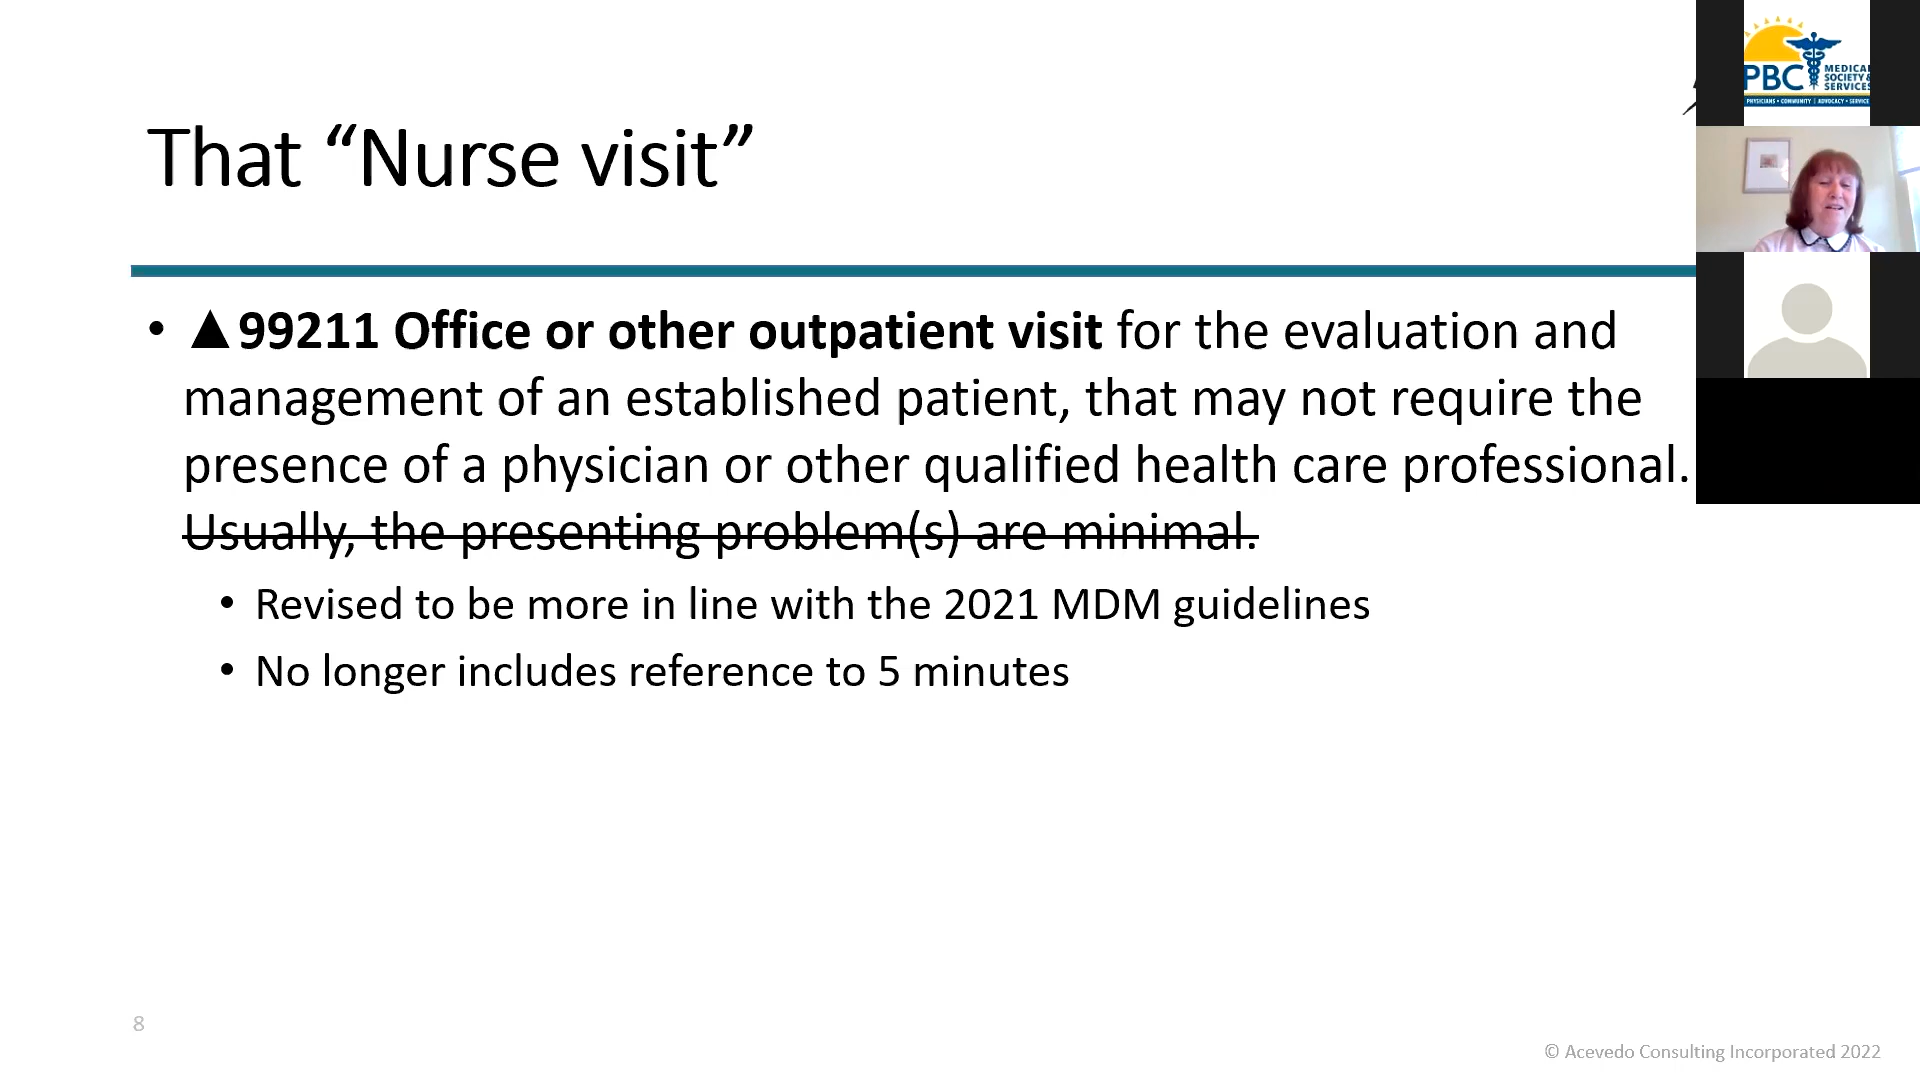 That “Nurse visit”
• ▲99211 Office or other outpatient visit for the evaluation and
management of an established patient, that may not require the
presence of a physician or other qualified health care professional.
Usually, the presenting problem(s) are minimal.
• Revised to be more in line with the 2021 MDM guidelines
• No longer includes reference to 5 minutes
8
© Acevedo Consulting Incorporated 2022
PBC MEDICAL
SOCIETY &
SERVICES
PHYSICIANS • COMMUNITY | ADVOCACY • SERVICE